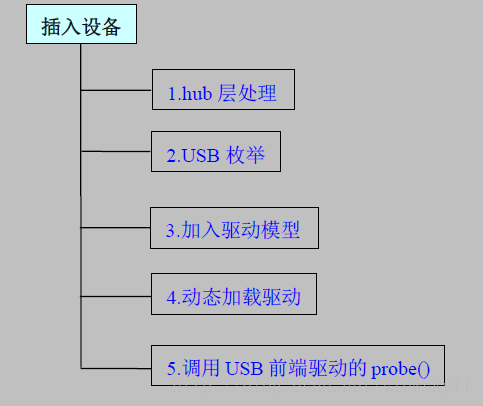 插入设备
1.hub 层处理
2.USB 枚举
3.加入驱动模型
4.动态加载驱动
5.调用 USB 前端驱动的 probe()